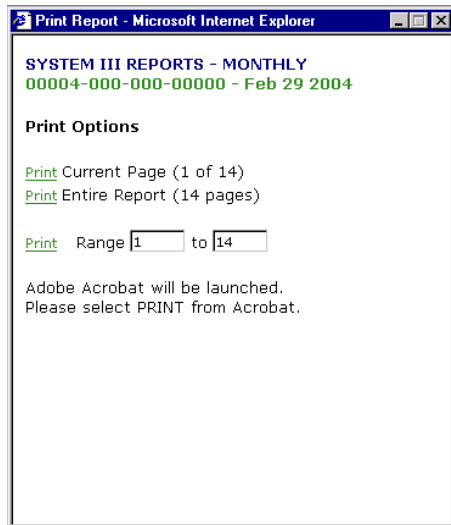 Print Report - Microsoft Internet Explorer
SYSTEM III REPORTS - MONTHLY
00004-000-000-00000 - Feb 29 2004
Print Options
Print Current Page (1 of 14)
Print Entire Report (14 pages)
Print Range 1 to 14
Adobe Acrobat will be launched.
Please select PRINT from Acrobat.